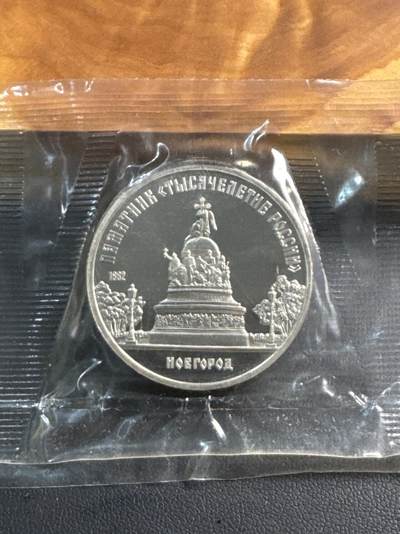 ПАМЯТНИК «ТЫСЯЧЕЛЕТИЕ РОССИИ»
1862
НОВГОРОД